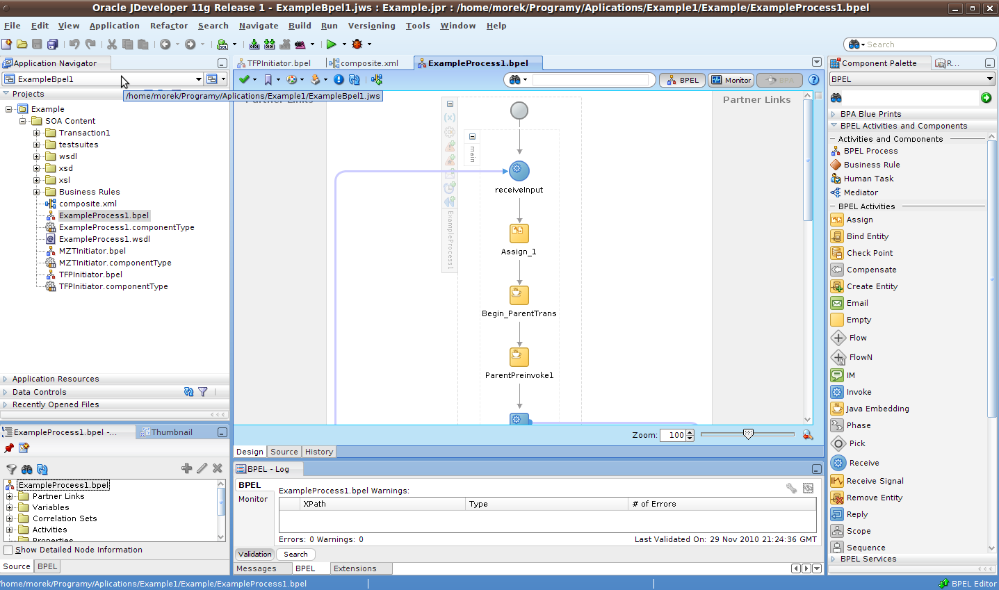 Oracle JDeveloper 11g Release 1 - ExampleBpel1.jws : Example.jpr : /home/morek/Programy/Aplications/Example1/Example/ExampleProcess1.bpel
File Edit View Application Refactor Search Navigate Build Run Versioning Tools Window Help
Search
Application Navigator
ExampleBpel1
Projects
/home/morek/Programy/Aplications/Example1/ExampleBpel1.jws
Example
SOA Content
Transaction1
testsuites
wsdl
xsd
xsl
Business Rules
composite.xml
ExampleProcess1.bpel
ExampleProcess1.componentType
ExampleProcess1.wsdl
MZTInitiator.bpel
MZTInitiator.componentType
TFPInitiator.bpel
TFPInitiator.componentType
Application Resources
Data Controls
Recently Opened Files
ExampleProcess1.bpel -...
Thumbnail
ExampleProcess1.bpel
Partner Links
Variables
Correlation Sets
Activities
Properties
Show Detailed Node Information
Source BPEL
TFPInitiator.bpel composite.xml ExampleProcess1.bpel
BPEL Monitor BPA
Partner Links Partner Links
main
receiveInput
ExampleProcess1
Assign_1
Begin_ParentTrans
ParentPreinvoke1
Zoom: 100
Design Source History
BPEL - Log
BPEL
Monitor
ExampleProcess1.bpel Warnings:
XPath Type # of Errors
Errors: 0 Warnings: 0
Last Validated On: 29 Nov 2010 21:24:36 GMT
Validation Search
Messages BPEL Extensions
Component Palette R...
BPEL
BPA Blue Prints
BPEL Activities and Components
Activities and Components
BPEL Process
Business Rule
Human Task
Mediator
BPEL Activities
Assign
Bind Entity
Check Point
Compensate
Create Entity
Email
Empty
Flow
FlowN
IM
Invoke
Java Embedding
Phase
Pick
Receive
Receive Signal
Remove Entity
Reply
Scope
Sequence
BPEL Services
/home/morek/Programy/Aplications/Example1/Example/ExampleProcess1.bpel
BPEL Editor